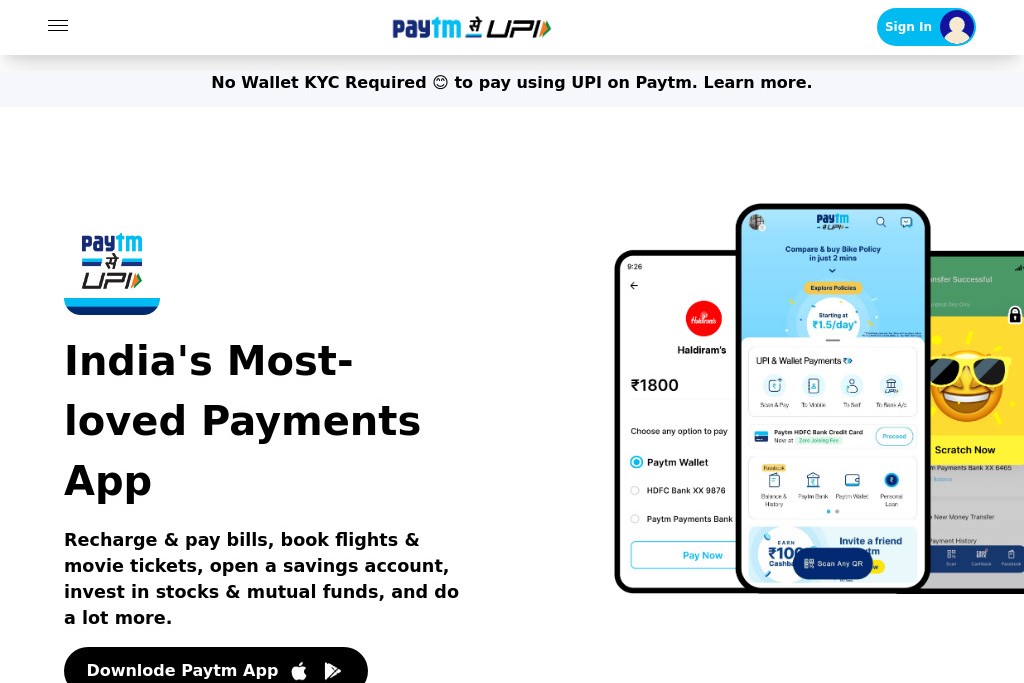 paytm से UPI
Sign In
No Wallet KYC Required 😊 to pay using UPI on Paytm. Learn more.
paytm
से
UPI
India's Most-
loved Payments
App
Recharge & pay bills, book flights &
movie tickets, open a savings account,
invest in stocks & mutual funds, and do
a lot more.
Downlode Paytm App
9:26
Haldiram's
Haldiram's
₹1800
Choose any option to pay
Paytm Wallet
HDFC Bank XX 9876
Paytm Payments Bank
Pay Now
paytm
से UPI
Compare & buy Bike Policy
in just 2 mins
Explore Policies
Starting at
₹1.5/day*
UPI & Wallet Payments
Scan & Pay
To Mobile
To Self
To Bank A/c
Paytm HDFC Bank Credit Card
Now at Zero Joining Fee
Proceed
Passbook
Balance &
History
Paytm Bank
Paytm Wallet
Personal
Loan
EARN
₹100
Cashba
Invite a friend
tm
Scan Any QR
nsfer Successful
Scratch Now
m Payments Bank XX 6465
Balance
New Money Transfer
ayment History
Scan
Cashback
Passbook